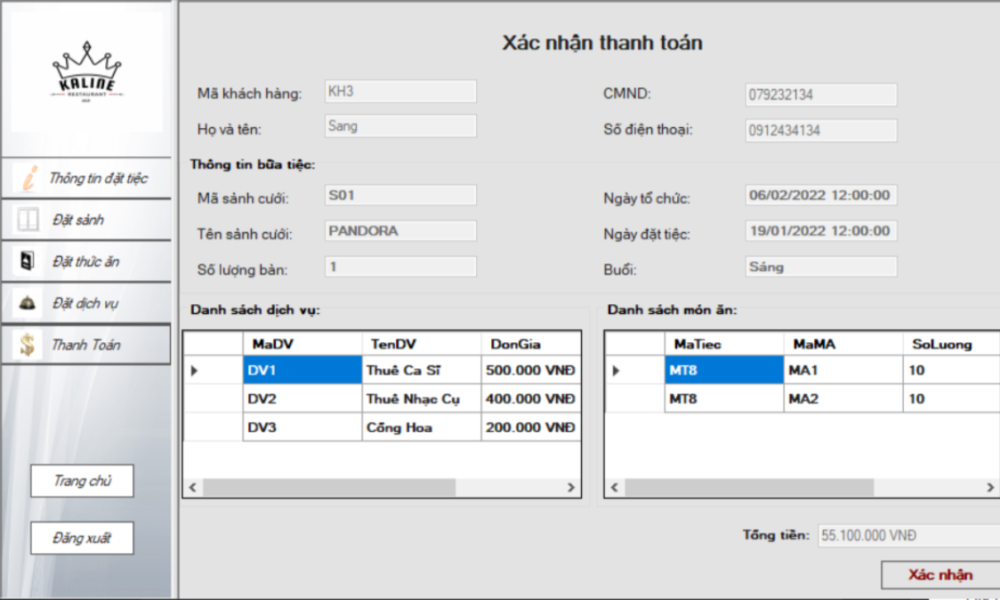 KALINE
RESTAURANT
Thông tin đặt tiệc
Đặt sảnh
Đặt thức ăn
Đặt dịch vụ
Thanh Toán
Trang chủ
Đăng xuất
Xác nhận thanh toán
Mã khách hàng: KH3 CMND: 079232134
Họ và tên: Sang Số điện thoại: 0912434134
Thông tin bữa tiệc:
Mã sảnh cưới: S01 Ngày tổ chức: 06/02/2022 12:00:00
Tên sảnh cưới: PANDORA Ngày đặt tiệc: 19/01/2022 12:00:00
Số lượng bàn: 1 Buổi: Sáng
Danh sách dịch vụ:
MaDV TenDV DonGia
DV1 Thuê Ca Sĩ 500.000 VNĐ
DV2 Thuê Nhạc Cụ 400.000 VNĐ
DV3 Cổng Hoa 200.000 VNĐ
Danh sách món ăn:
MaTiec MaMA SoLuong
MT8 MA1 10
MT8 MA2 10
Tổng tiền: 55.100.000 VNĐ
Xác nhận